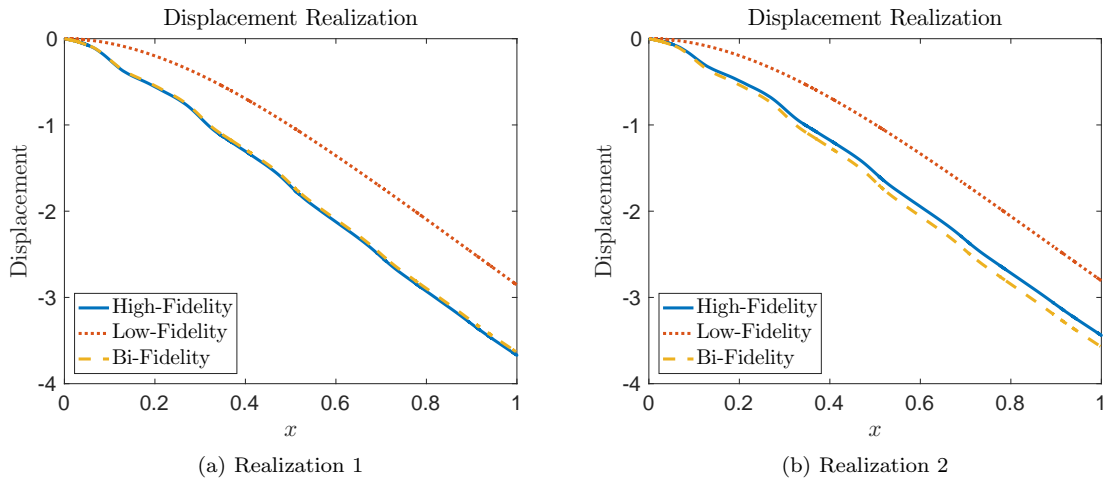 Displacement Realization
0
-1
-2
-3
-4
Displacement
High-Fidelity
Low-Fidelity
Bi-Fidelity
0 0.2 0.4 0.6 0.8 1
x
(a) Realization 1
Displacement Realization
0
-1
-2
-3
-4
Displacement
High-Fidelity
Low-Fidelity
Bi-Fidelity
0 0.2 0.4 0.6 0.8 1
x
(b) Realization 2